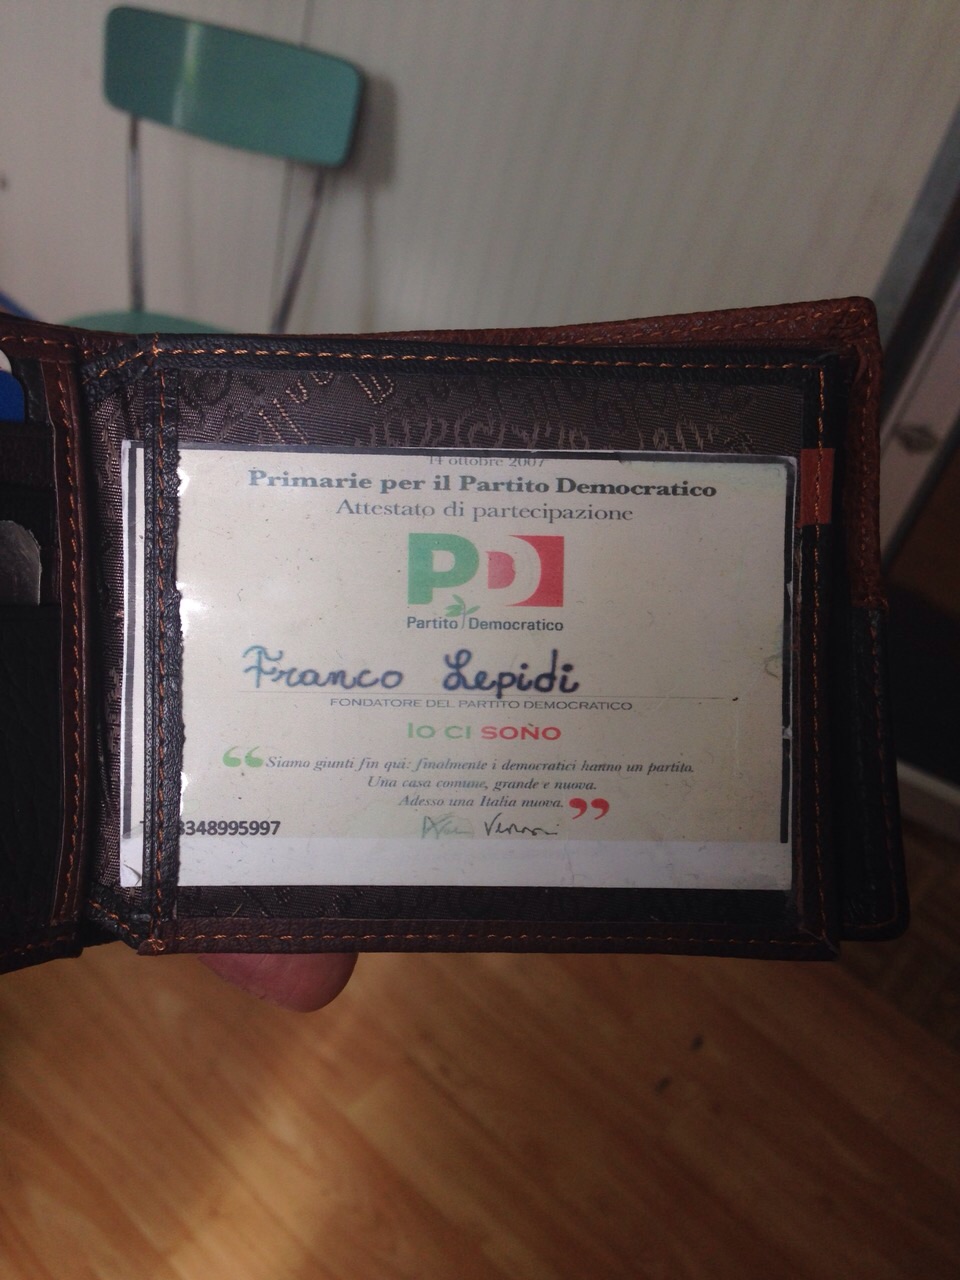 14 ottobre 2007
Primarie per il Partito Democratico
Attestato di partecipazione
PD
Partito Democratico
Franco Lepidi
FONDATORE DEL PARTITO DEMOCRATICO
IO CI SONO
“Siamo giunti fin qui: finalmente i democratici hanno un partito.
Una casa comune, grande e nuova.
Adesso una Italia nuova.”
3348995997